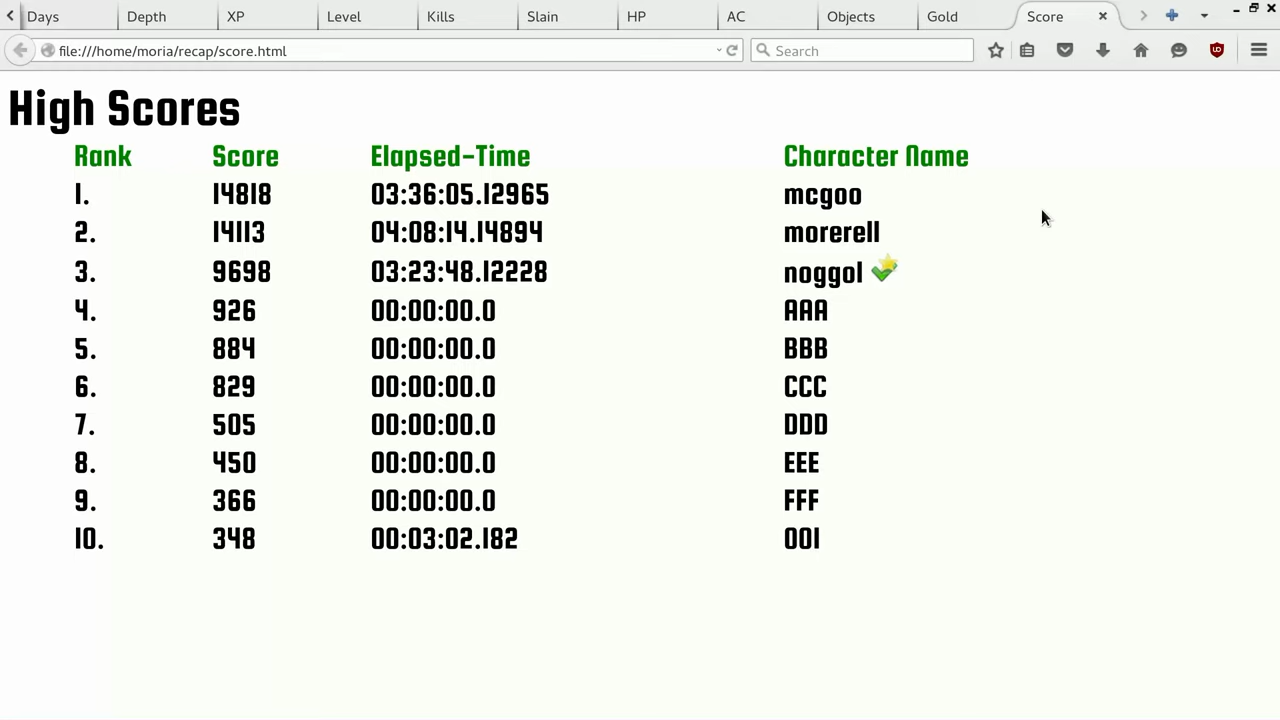 Days Depth XP Level Kills Slain HP AC Objects Gold Score
file:///home/moria/recap/score.html Search
High Scores
Rank Score Elapsed-Time Character Name
1. 14818 03:36:05.12965 mcgoo
2. 14113 04:08:14.14894 morerell
3. 9698 03:23:48.12228 noggol
4. 926 00:00:00.0 AAA
5. 884 00:00:00.0 BBB
6. 829 00:00:00.0 CCC
7. 505 00:00:00.0 DDD
8. 450 00:00:00.0 EEE
9. 366 00:00:00.0 FFF
10. 348 00:03:02.182 001